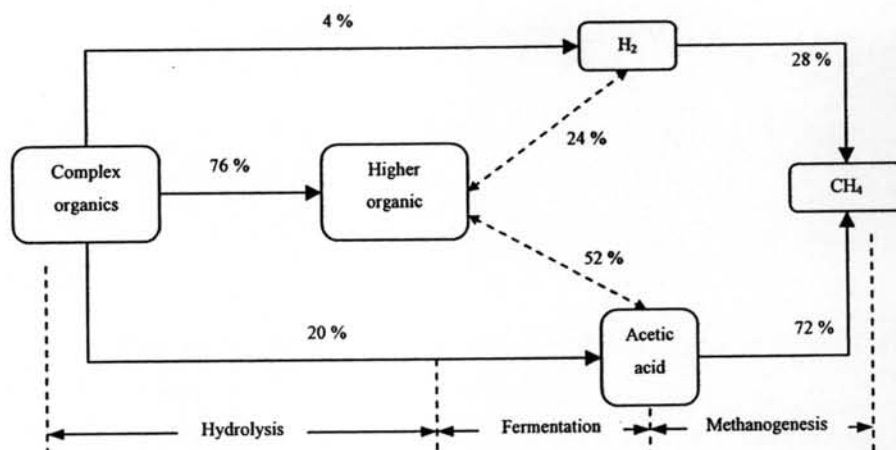 4 %
H₂
28 %
24 %
Complex
organics
76 %
Higher
organic
CH₄
52 %
20 %
Acetic
acid
72 %
Hydrolysis
Fermentation
Methanogenesis